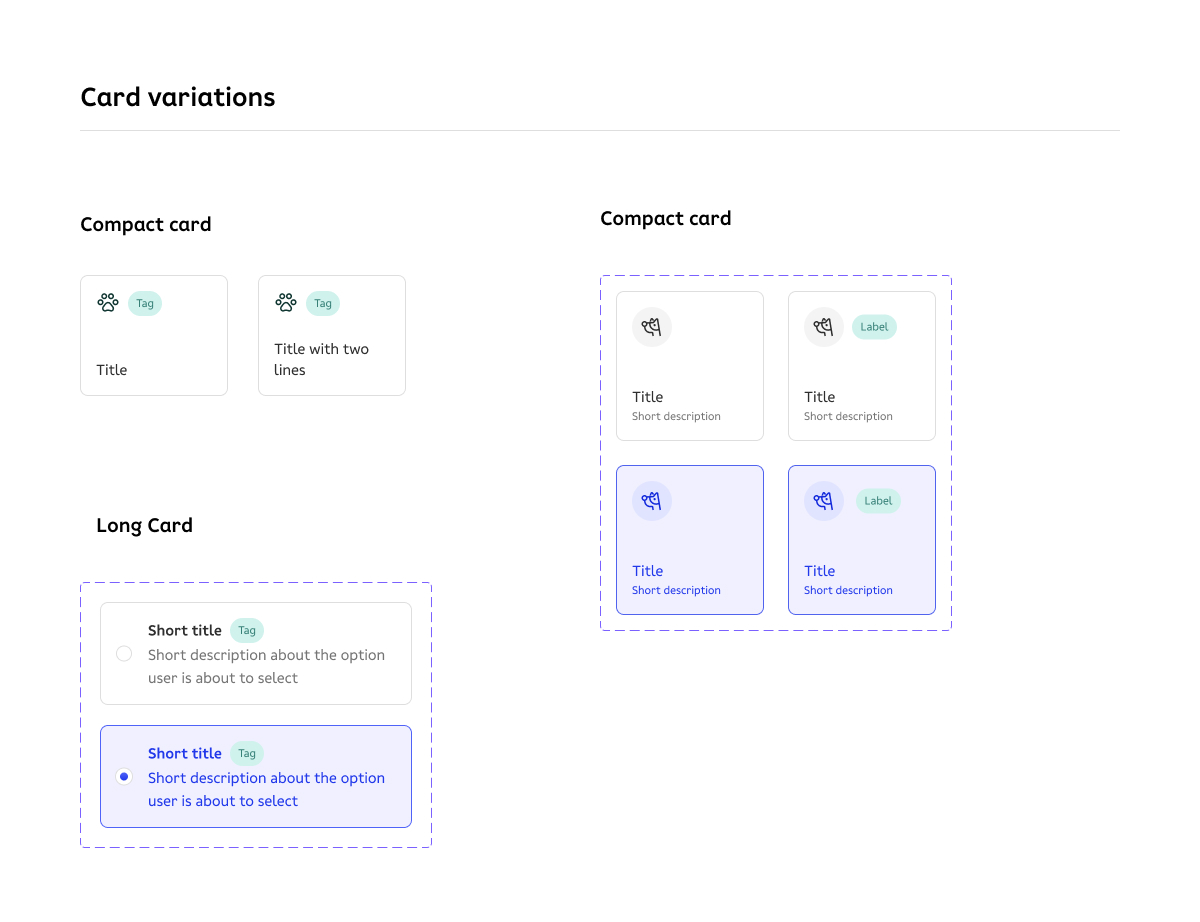 Card variations
Compact card
Tag
Title
Tag
Title with two
lines
Long Card
Short title
Tag
Short description about the option
user is about to select
Short title
Tag
Short description about the option
user is about to select
Compact card
Title
Short description
Label
Title
Short description
Title
Short description
Label
Title
Short description